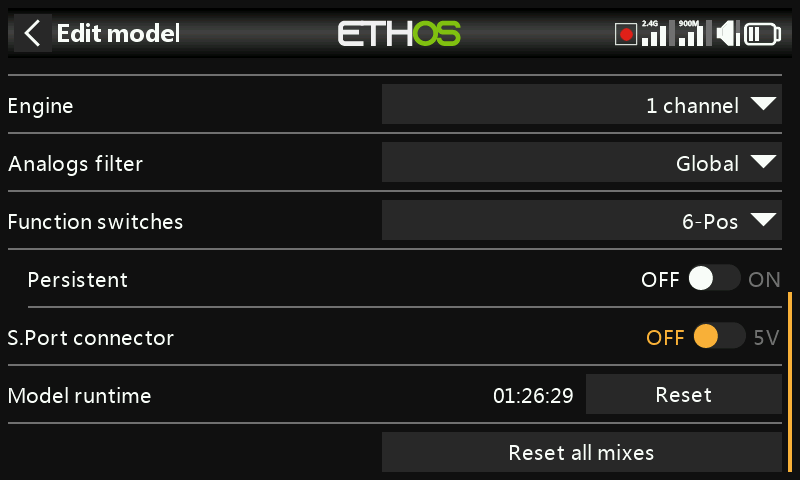 Edit model
ETHOS
2.4G 900M
Engine 1 channel
Analogs filter Global
Function switches 6-Pos
Persistent OFF ON
S.Port connector OFF 5V
Model runtime 01:26:29 Reset
Reset all mixes